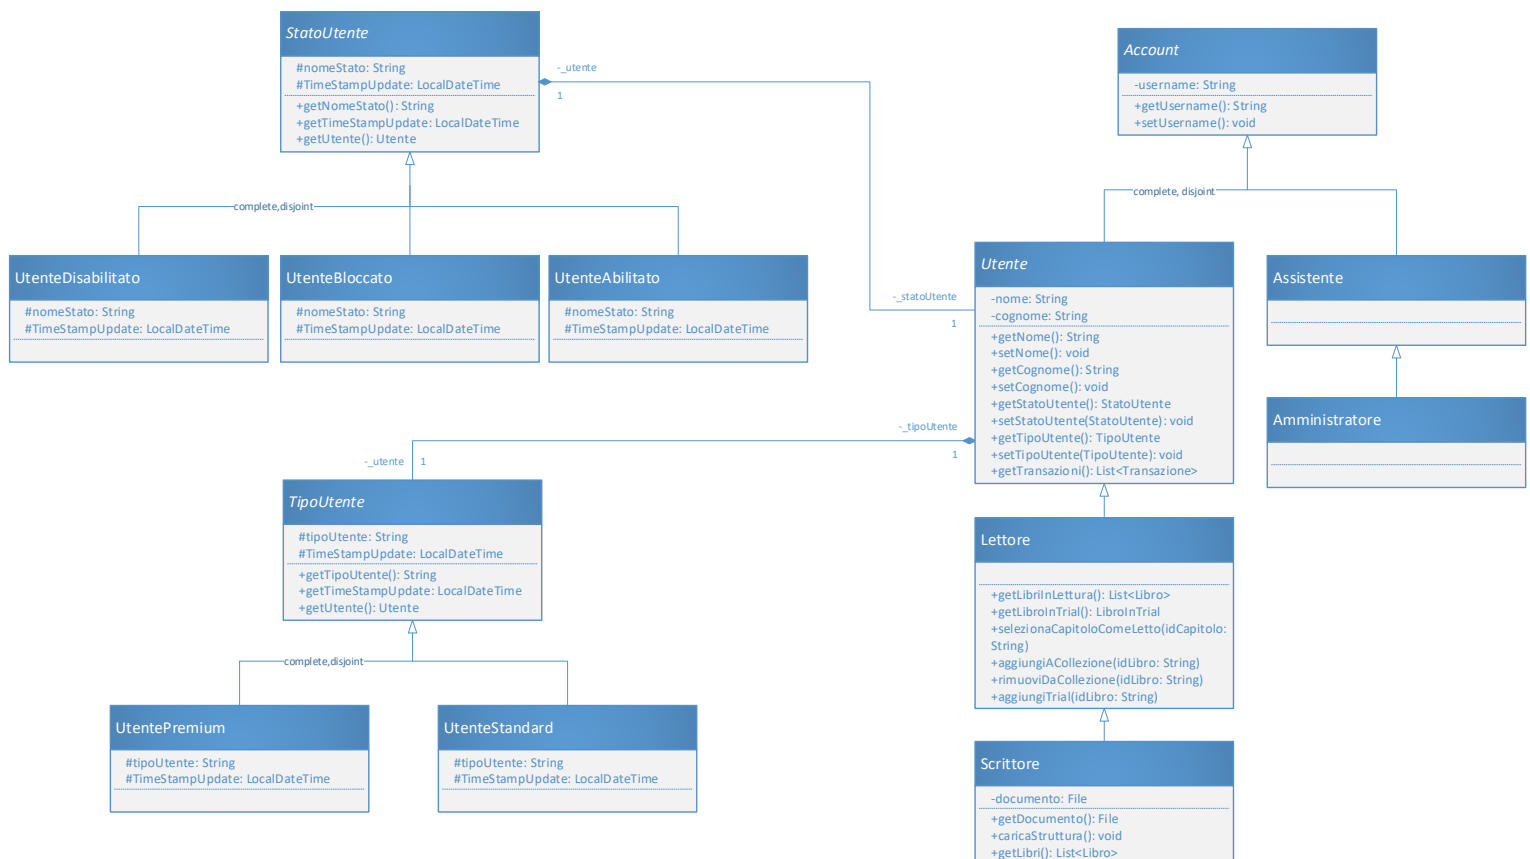 StatoUtente
#nomeStato: String
#TimeStampUpdate: LocalDateTime
+getNomeStato(): String
+getTimeStampUpdate: LocalDateTime
+getUtente(): Utente
-_utente
1
Account
-username: String
+getUsername(): String
+setUsername(): void
complete,disjoint
complete, disjoint
UtenteDisabilitato
#nomeStato: String
#TimeStampUpdate: LocalDateTime
UtenteBloccato
#nomeStato: String
#TimeStampUpdate: LocalDateTime
UtenteAbilitato
#nomeStato: String
#TimeStampUpdate: LocalDateTime
-_statoUtente
1
Utente
-nome: String
-cognome: String
+getNome(): String
+setNome(): void
+getCognome(): String
+setCognome(): void
+getStatoUtente(): StatoUtente
+setStatoUtente(StatoUtente): void
+getTipoUtente(): TipoUtente
+setTipoUtente(TipoUtente): void
+getTransazioni(): List<Transazione>
Assistente
Amministratore
-_tipoUtente
1
-_utente
1
TipoUtente
#tipoUtente: String
#TimeStampUpdate: LocalDateTime
+getTipoUtente(): String
+getTimeStampUpdate: LocalDateTime
+getUtente(): Utente
complete,disjoint
UtentePremium
#tipoUtente: String
#TimeStampUpdate: LocalDateTime
UtenteStandard
#tipoUtente: String
#TimeStampUpdate: LocalDateTime
Lettore
+getLibriInLettura(): List<Libro>
+getLibroInTrial(): LibroInTrial
+selezionaCapitoloComeLetto(idCapitolo:
String)
+aggiungiACollezione(idLibro: String)
+rimuoviDaCollezione(idLibro: String)
+aggiungiTrial(idLibro: String)
Scrittore
-documento: File
+getDocumento(): File
+caricaStruttura(): void
+getLibri(): List<Libro>